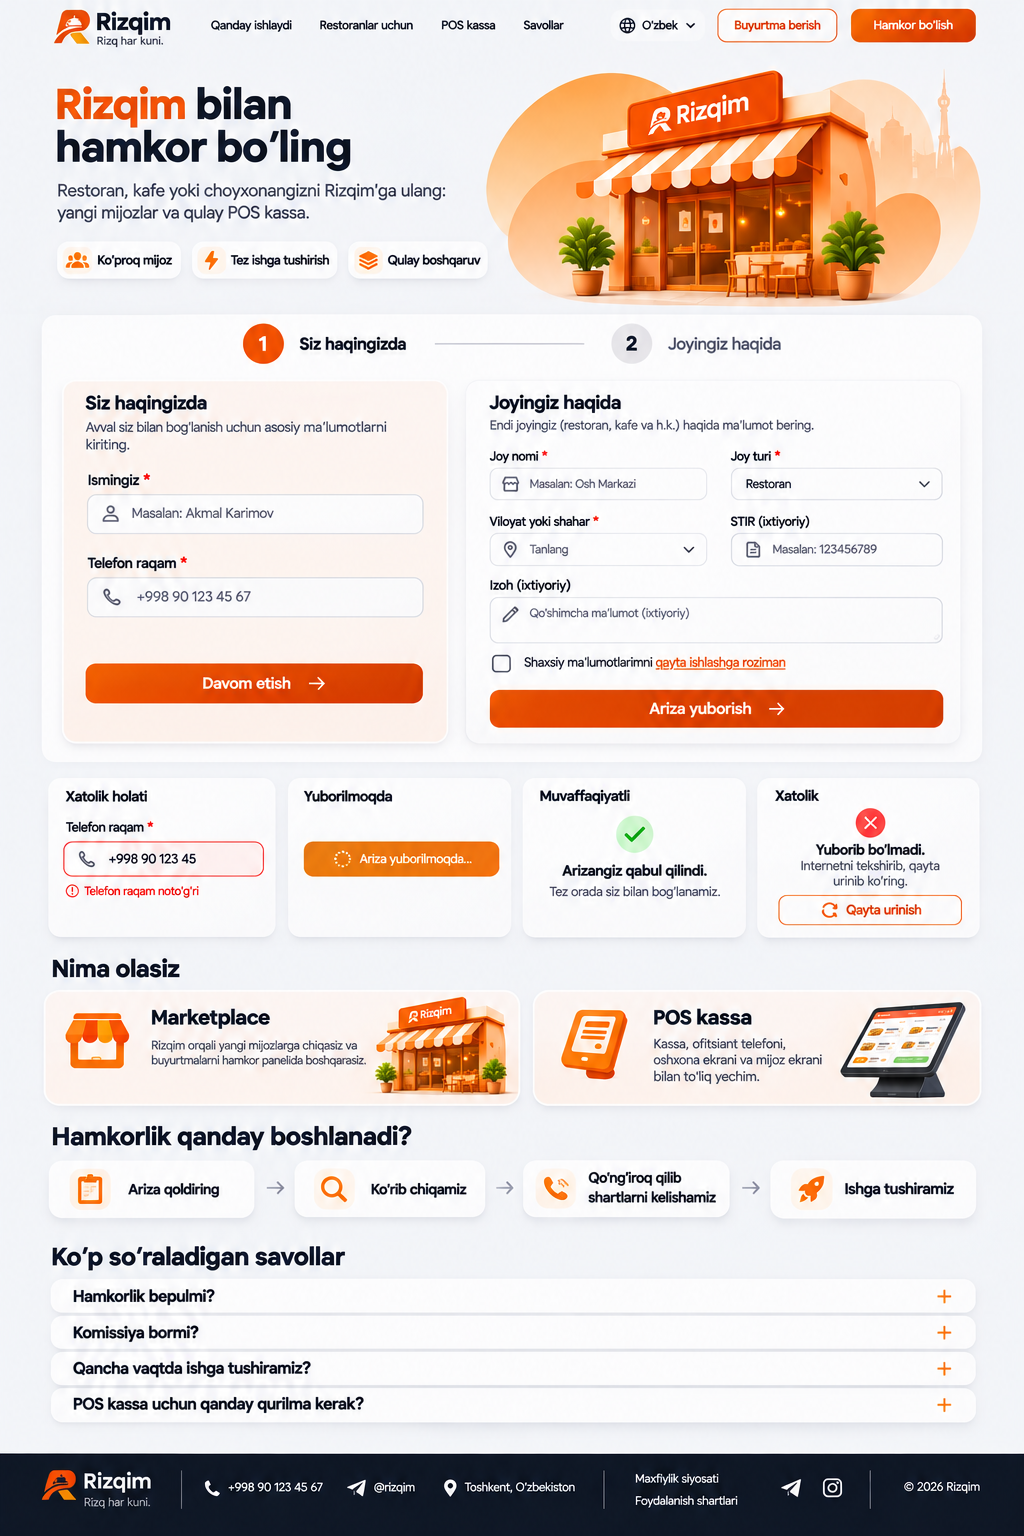 Rizqim
Rizq har kuni.
Qanday ishlaydi
Restoranlar uchun
POS kassa
Savollar
O'zbek
Buyurtma berish
Hamkor bo'lish
Rizqim bilan
hamkor bo'ling
Restoran, kafe yoki choyxonangizni Rizqim'ga ulang:
yangi mijozlar va qulay POS kassa.
Ko'proq mijoz
Tez ishga tushirish
Qulay boshqaruv
Rizqim
1
Siz haqingizda
2
Joyingiz haqida
Siz haqingizda
Avval siz bilan bog'lanish uchun asosiy ma'lumotlarni
kiriting.
Ismingiz *
Masalan: Akmal Karimov
Telefon raqam *
+998 90 123 45 67
Davom etish →
Joyingiz haqida
Endi joyingiz (restoran, kafe va h.k.) haqida ma'lumot bering.
Joy nomi *
Masalan: Osh Markazi
Joy turi *
Restoran
Viloyat yoki shahar *
Tanlang
STIR (ixtiyoriy)
Masalan: 123456789
Izoh (ixtiyoriy)
Qo'shimcha ma'lumot (ixtiyoriy)
Shaxsiy ma'lumotlarimni qayta ishlashga roziman
Ariza yuborish →
Xatolik holati
Telefon raqam *
+998 90 123 45
Telefon raqam noto'g'ri
Yuborilmoqda
Ariza yuborilmoqda...
Muvaffaqiyatli
Arizangiz qabul qilindi.
Tez orada siz bilan bog'lanamiz.
Xatolik
Yuborib bo'lmadi.
Internetni tekshirib, qayta
urinib ko'ring.
Qayta urinish
Nima olasiz
Marketplace
Rizqim orqali yangi mijozlarga chiqasiz va
buyurtmalarni hamkor panelida boshqarasiz.
Rizqim
POS kassa
Kassa, ofitsiant telefoni,
oshxona ekrani va mijoz ekrani
bilan to'liq yechim.
Hamkorlik qanday boshlanadi?
Ariza qoldiring
→
Ko'rib chiqamiz
→
Qo'ng'iroq qilib
shartlarni kelishamiz
→
Ishga tushiramiz
Ko'p so'raladigan savollar
Hamkorlik bepulmi? +
Komissiya bormi? +
Qancha vaqtda ishga tushiramiz? +
POS kassa uchun qanday qurilma kerak? +
Rizqim
Rizq har kuni.
+998 90 123 45 67
@rizqim
Toshkent, O'zbekiston
Maxfiylik siyosati
Foydalanish shartlari
© 2026 Rizqim